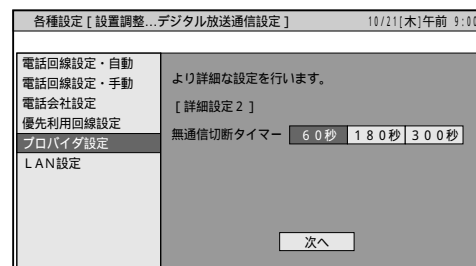 各種設定 [ 設置調整...デジタル放送通信設定 ]
10/21[木]午前 9:00
電話回線設定・自動
電話回線設定・手動
電話会社設定
優先利用回線設定
プロバイダ設定
ＬＡＮ設定
より詳細な設定を行います。
[ 詳細設定２ ]
無通信切断タイマー ６０秒 １８０秒 ３００秒
次へ